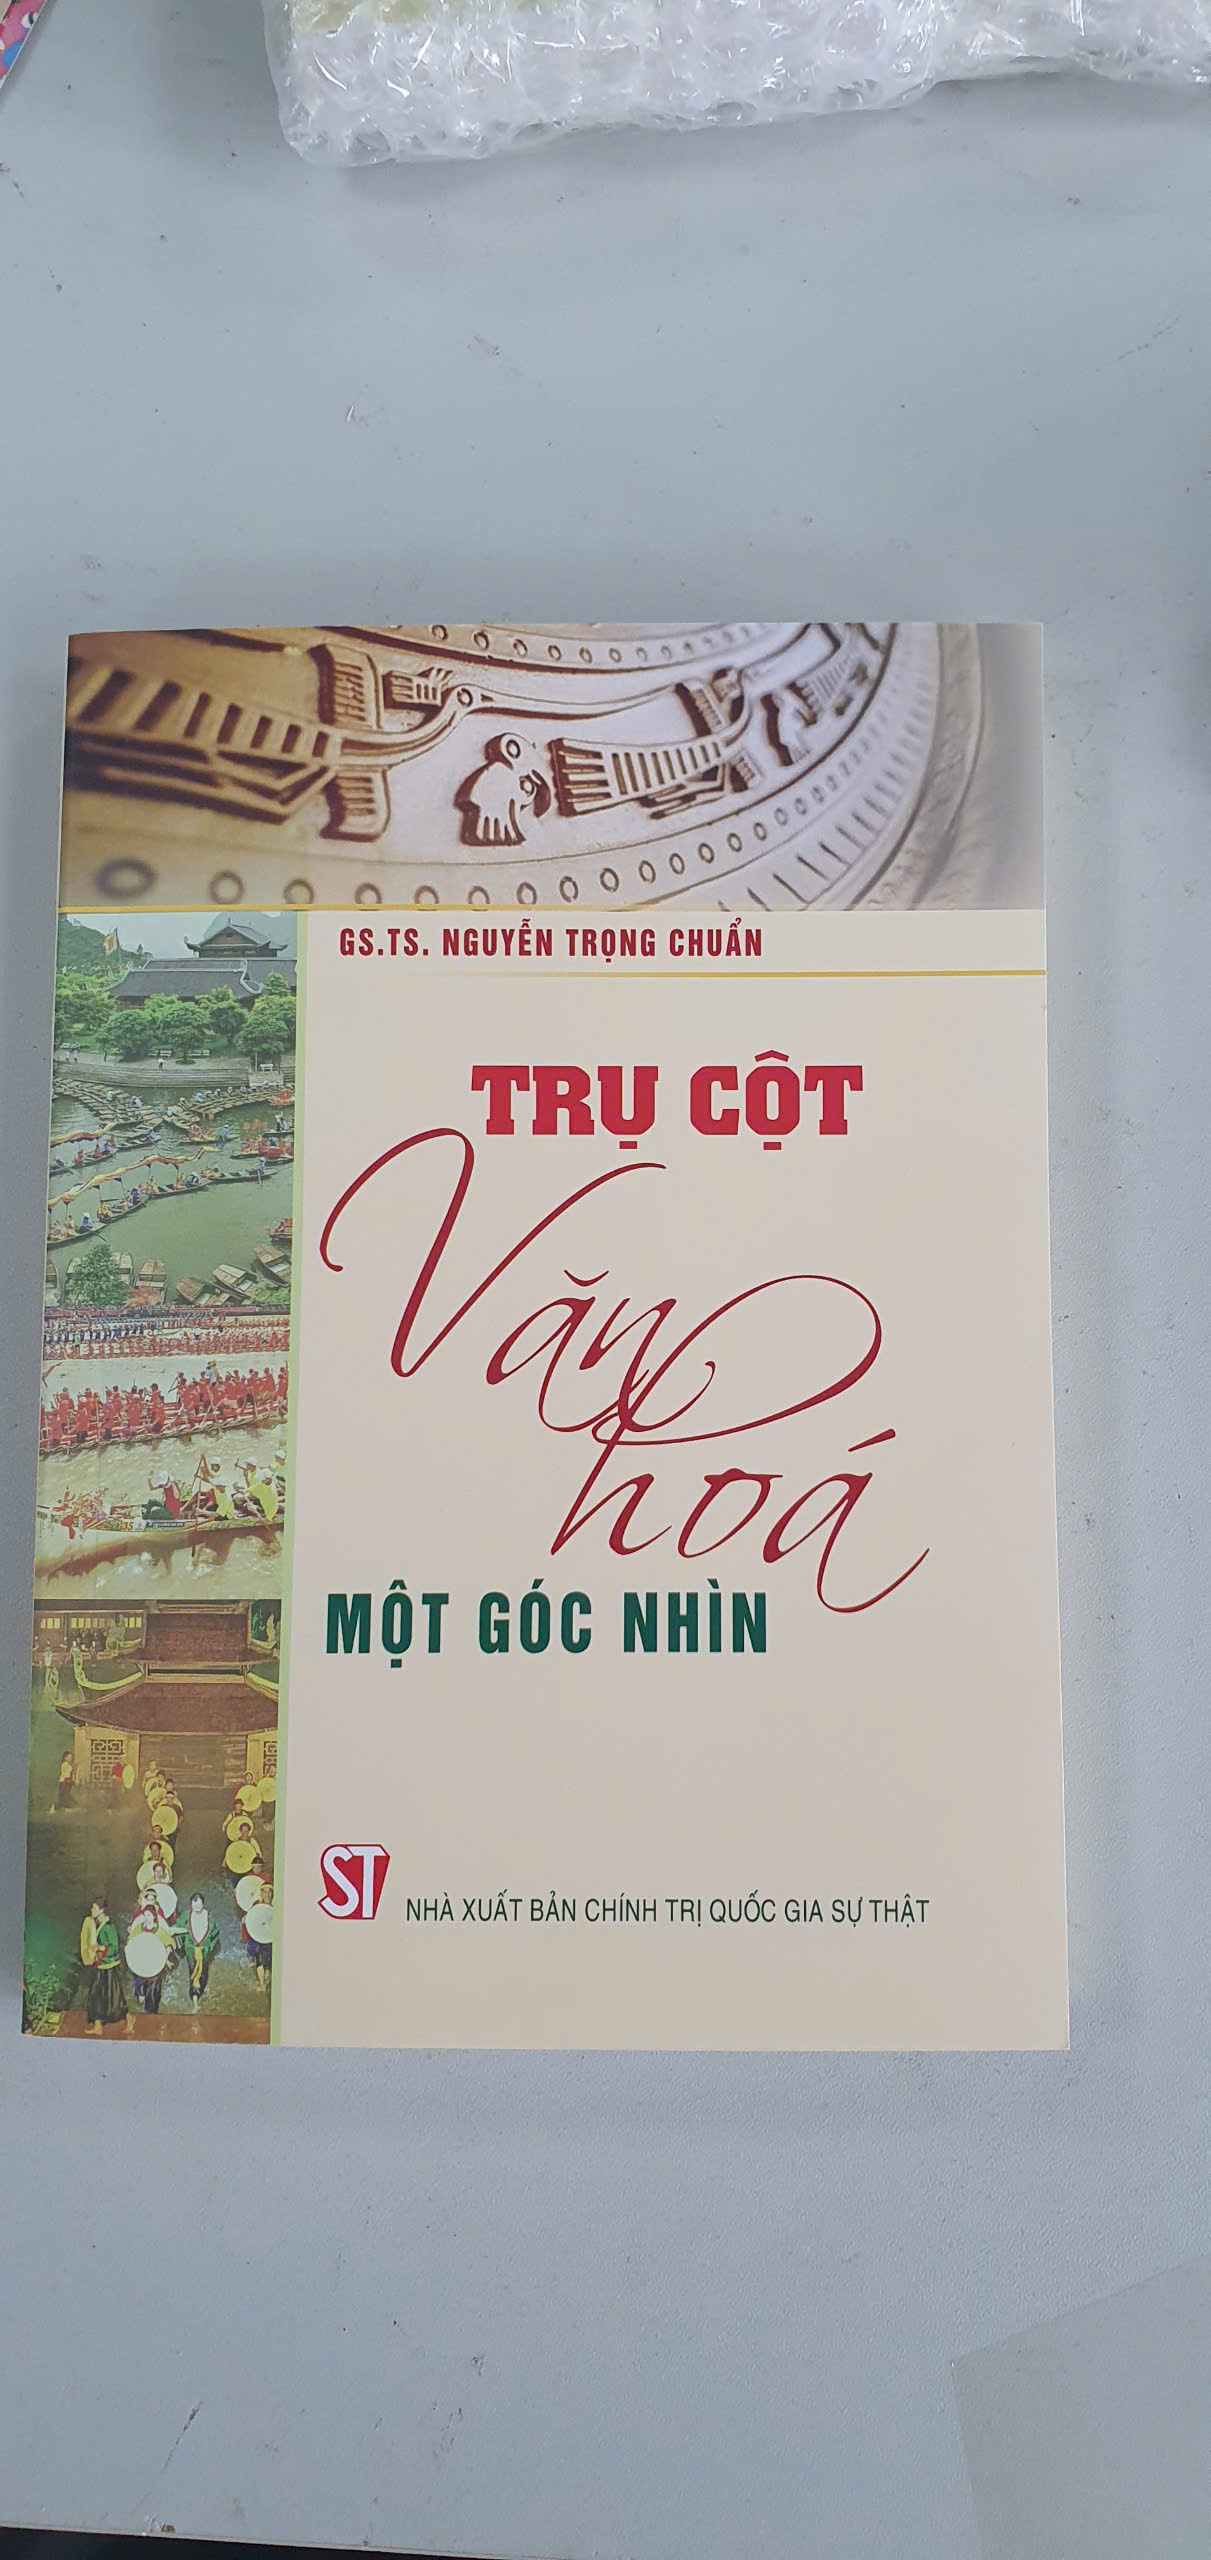 GS.TS. NGUYỄN TRỌNG CHUẨN
TRỤ CỘT
Văn
hoá
MỘT GÓC NHÌN
ST
NHÀ XUẤT BẢN CHÍNH TRỊ QUỐC GIA SỰ THẬT